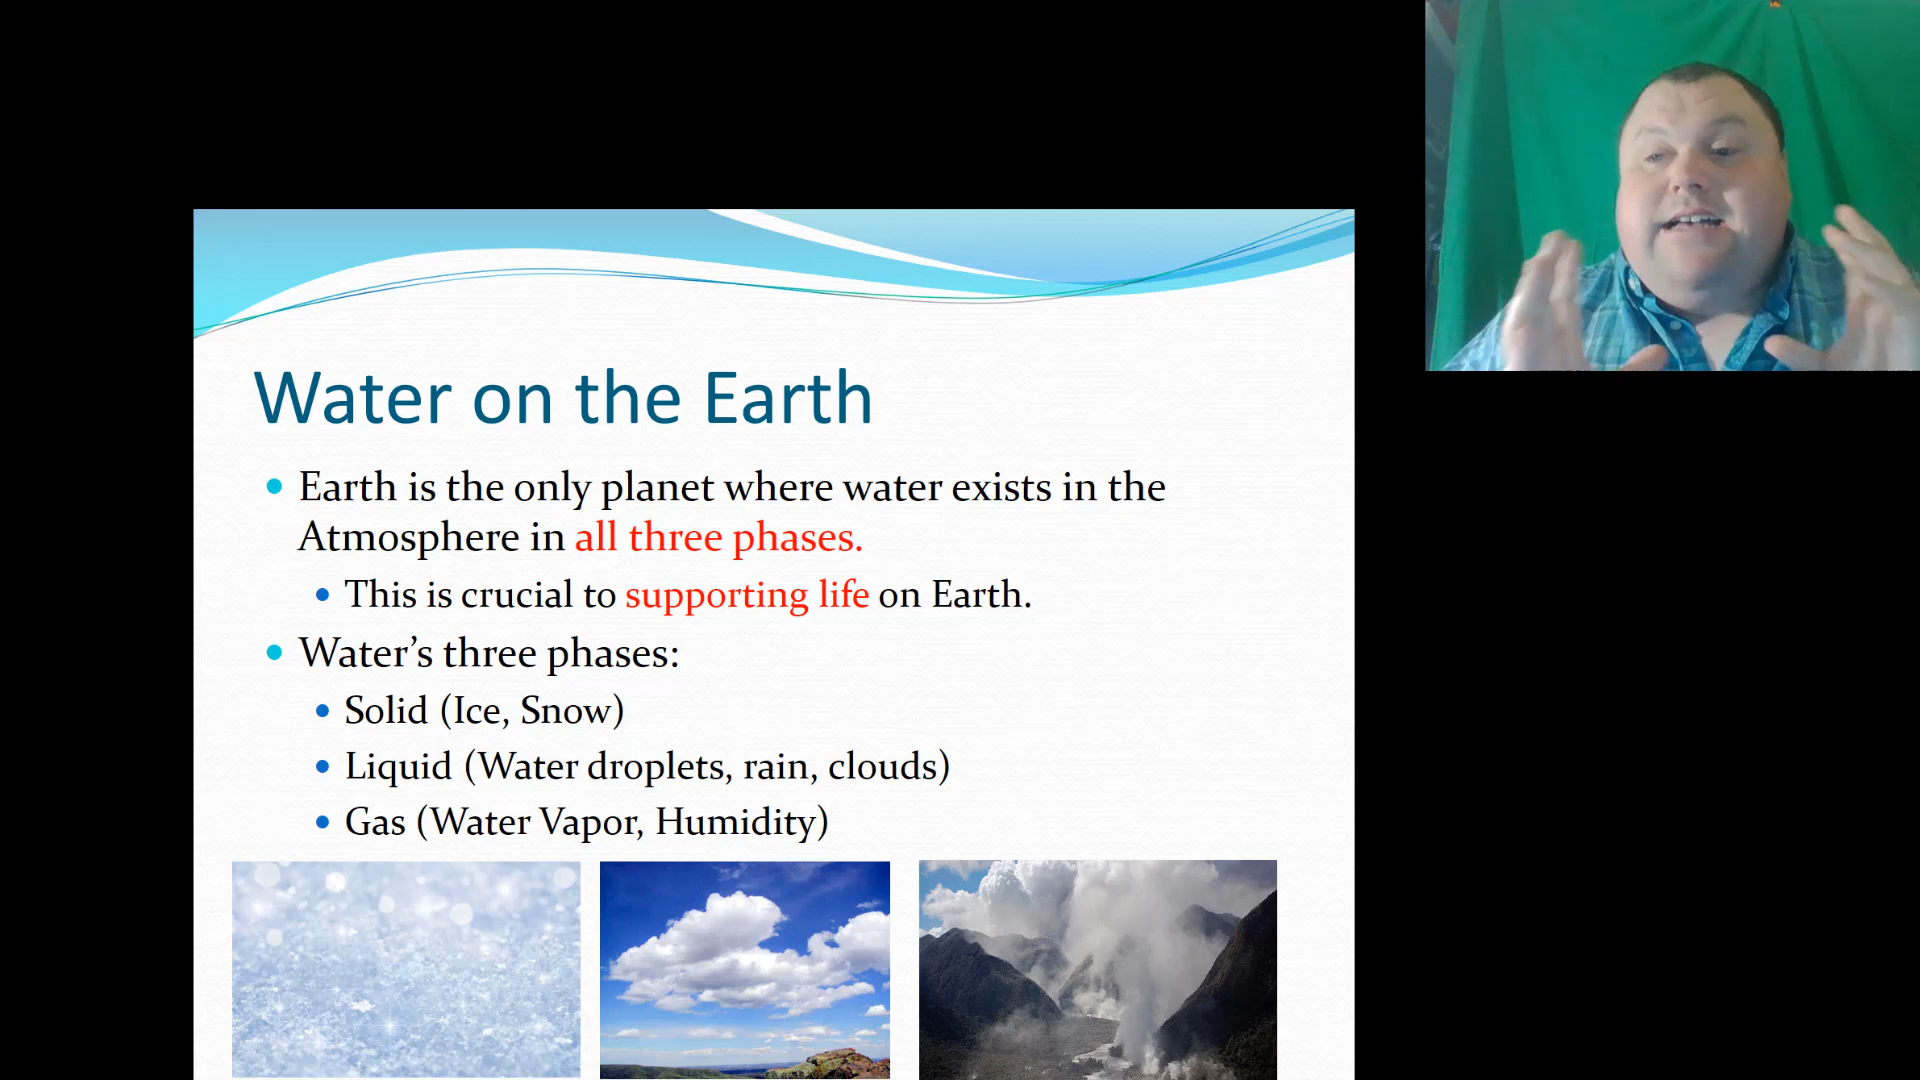 Water on the Earth
Earth is the only planet where water exists in the
Atmosphere in all three phases.
This is crucial to supporting life on Earth.
Water’s three phases:
Solid (Ice, Snow)
Liquid (Water droplets, rain, clouds)
Gas (Water Vapor, Humidity)